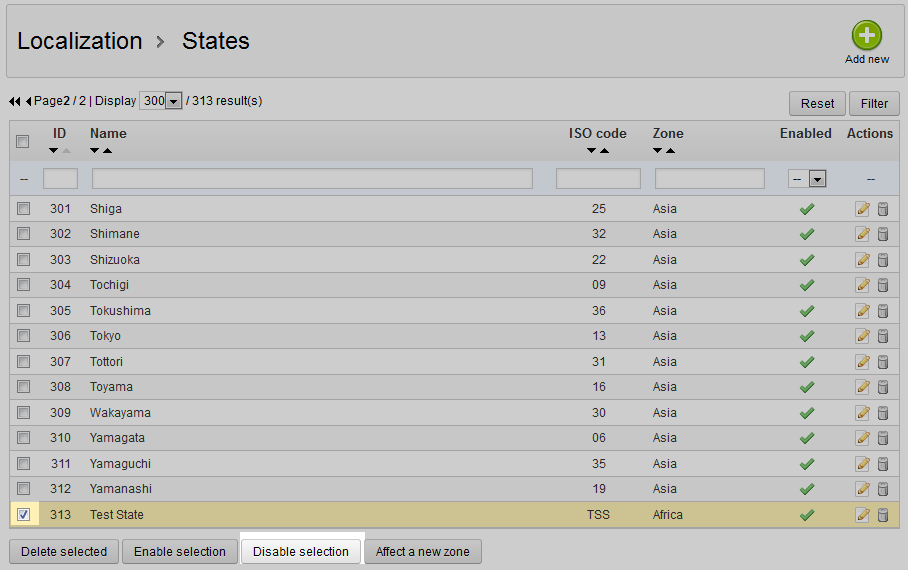 Localization > States
Add new
Page2 / 2 | Display 300 / 313 result(s)
Reset Filter
ID Name ISO code Zone Enabled Actions
-- -- --
301 Shiga 25 Asia
302 Shimane 32 Asia
303 Shizuoka 22 Asia
304 Tochigi 09 Asia
305 Tokushima 36 Asia
306 Tokyo 13 Asia
307 Tottori 31 Asia
308 Toyama 16 Asia
309 Wakayama 30 Asia
310 Yamagata 06 Asia
311 Yamaguchi 35 Asia
312 Yamanashi 19 Asia
313 Test State TSS Africa
Delete selected Enable selection Disable selection Affect a new zone